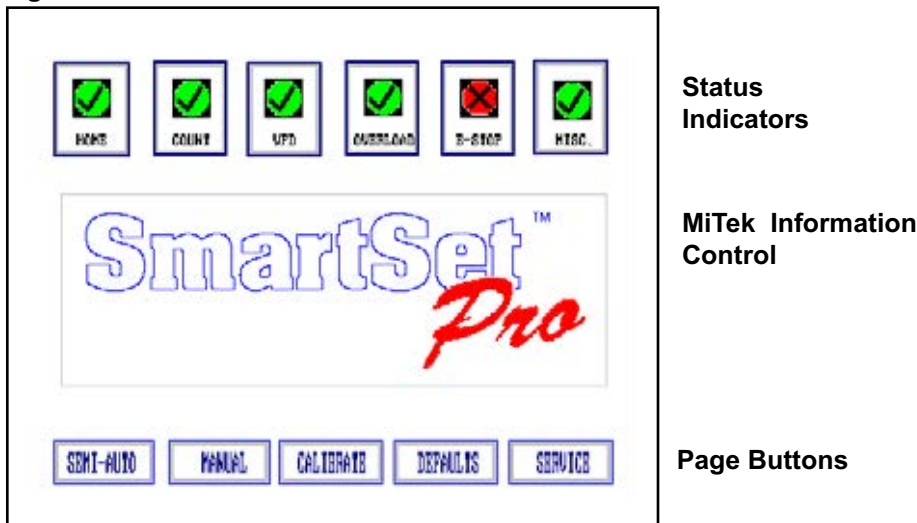 HOME COUNT VFD OVERLOAD E-STOP MISC.
Status
Indicators
SmartSet™
Pro
MiTek Information
Control
SEMI-AUTO MANUAL CALIBRATE DEFAULTS SERVICE
Page Buttons